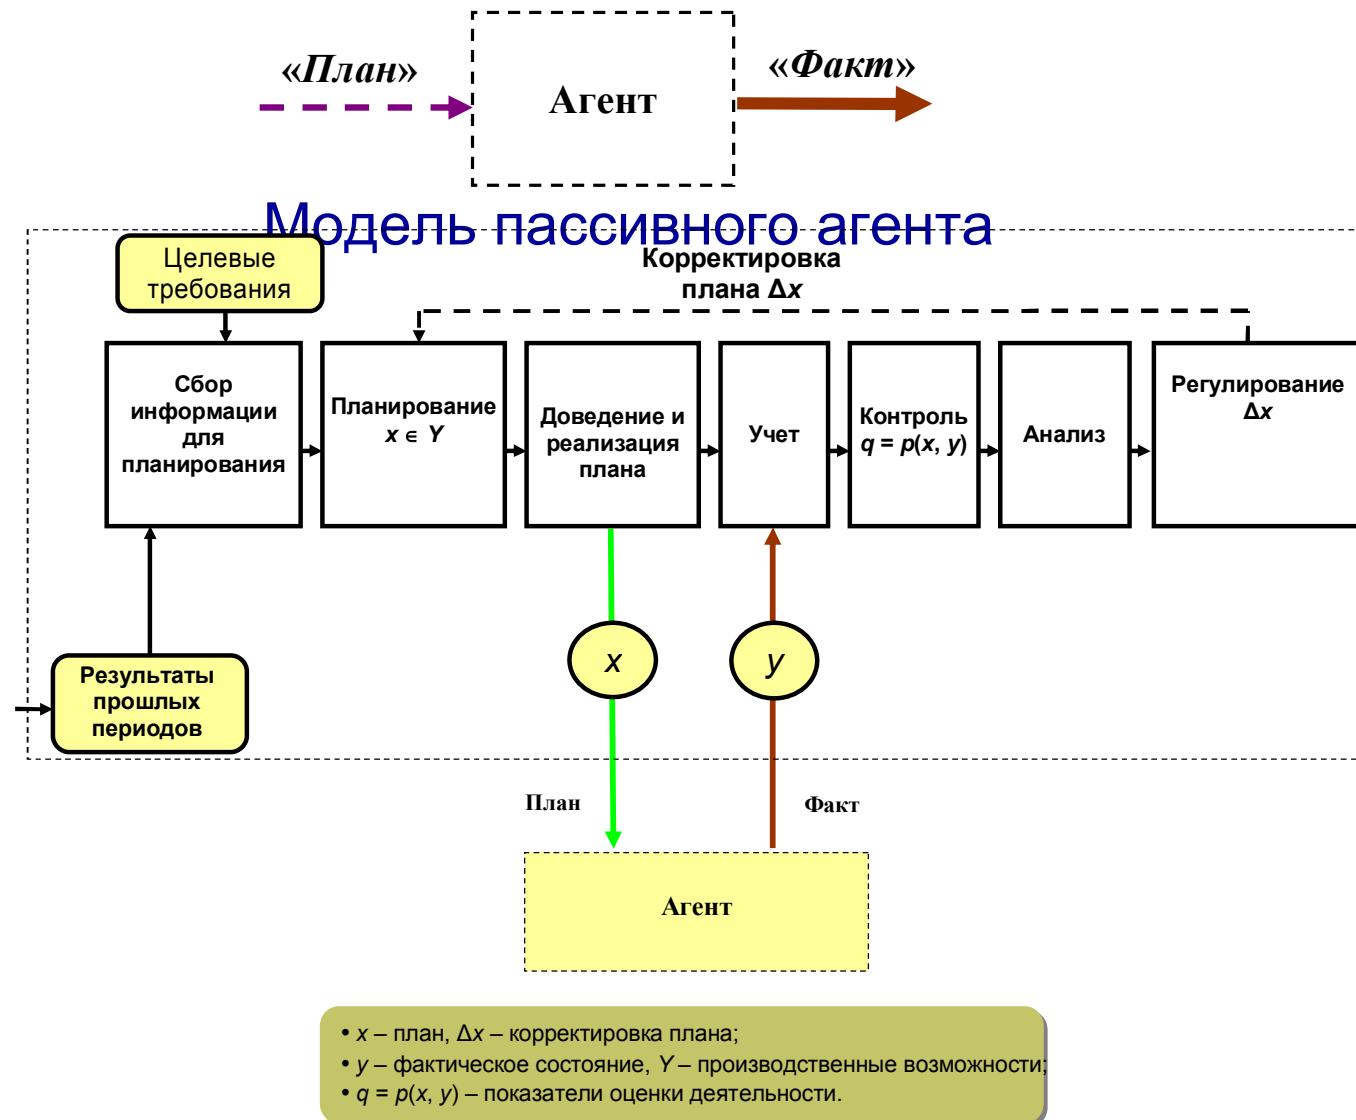 «План»
Агент
«Факт»
Модель пассивного агента
Целевые
требования
Корректировка
плана Δx
Сбор
информации
для
планирования
Планирование
x ∈ Y
Доведение и
реализация
плана
Учет
Контроль
q = p(x, y)
Анализ
Регулирование
Δx
Результаты
прошлых
периодов
x
y
План
Факт
Агент
• x – план, Δx – корректировка плана;
• y – фактическое состояние, Y – производственные возможности;
• q = p(x, y) – показатели оценки деятельности.